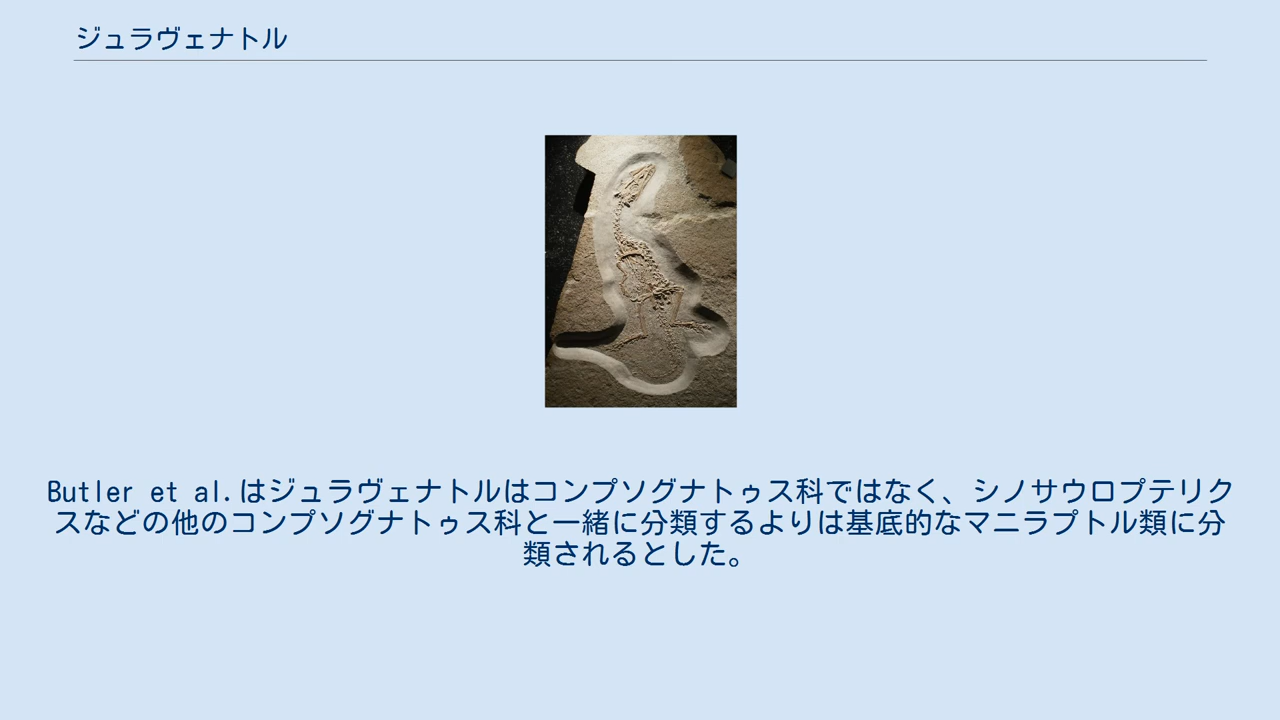 ジュラヴェナトル
Butler et al.はジュラヴェナトルはコンプソグナトゥス科ではなく、シノサウロプテリク
スなどの他のコンプソグナトゥス科と一緒に分類するよりは基底的なマニラプトル類に分
類されるとした。